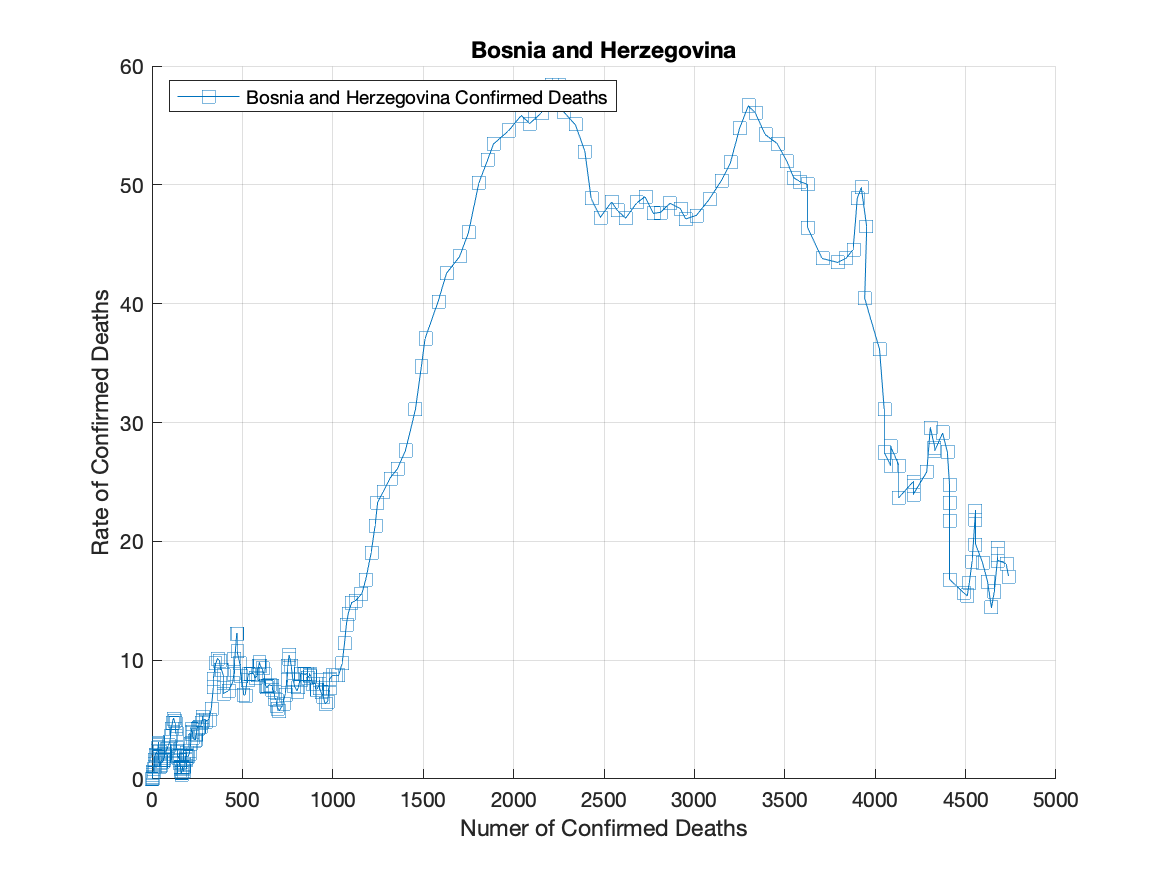 Bosnia and Herzegovina
60
Bosnia and Herzegovina Confirmed Deaths
50
40
30
20
10
0
Rate of Confirmed Deaths
0 500 1000 1500 2000 2500 3000 3500 4000 4500 5000
Numer of Confirmed Deaths